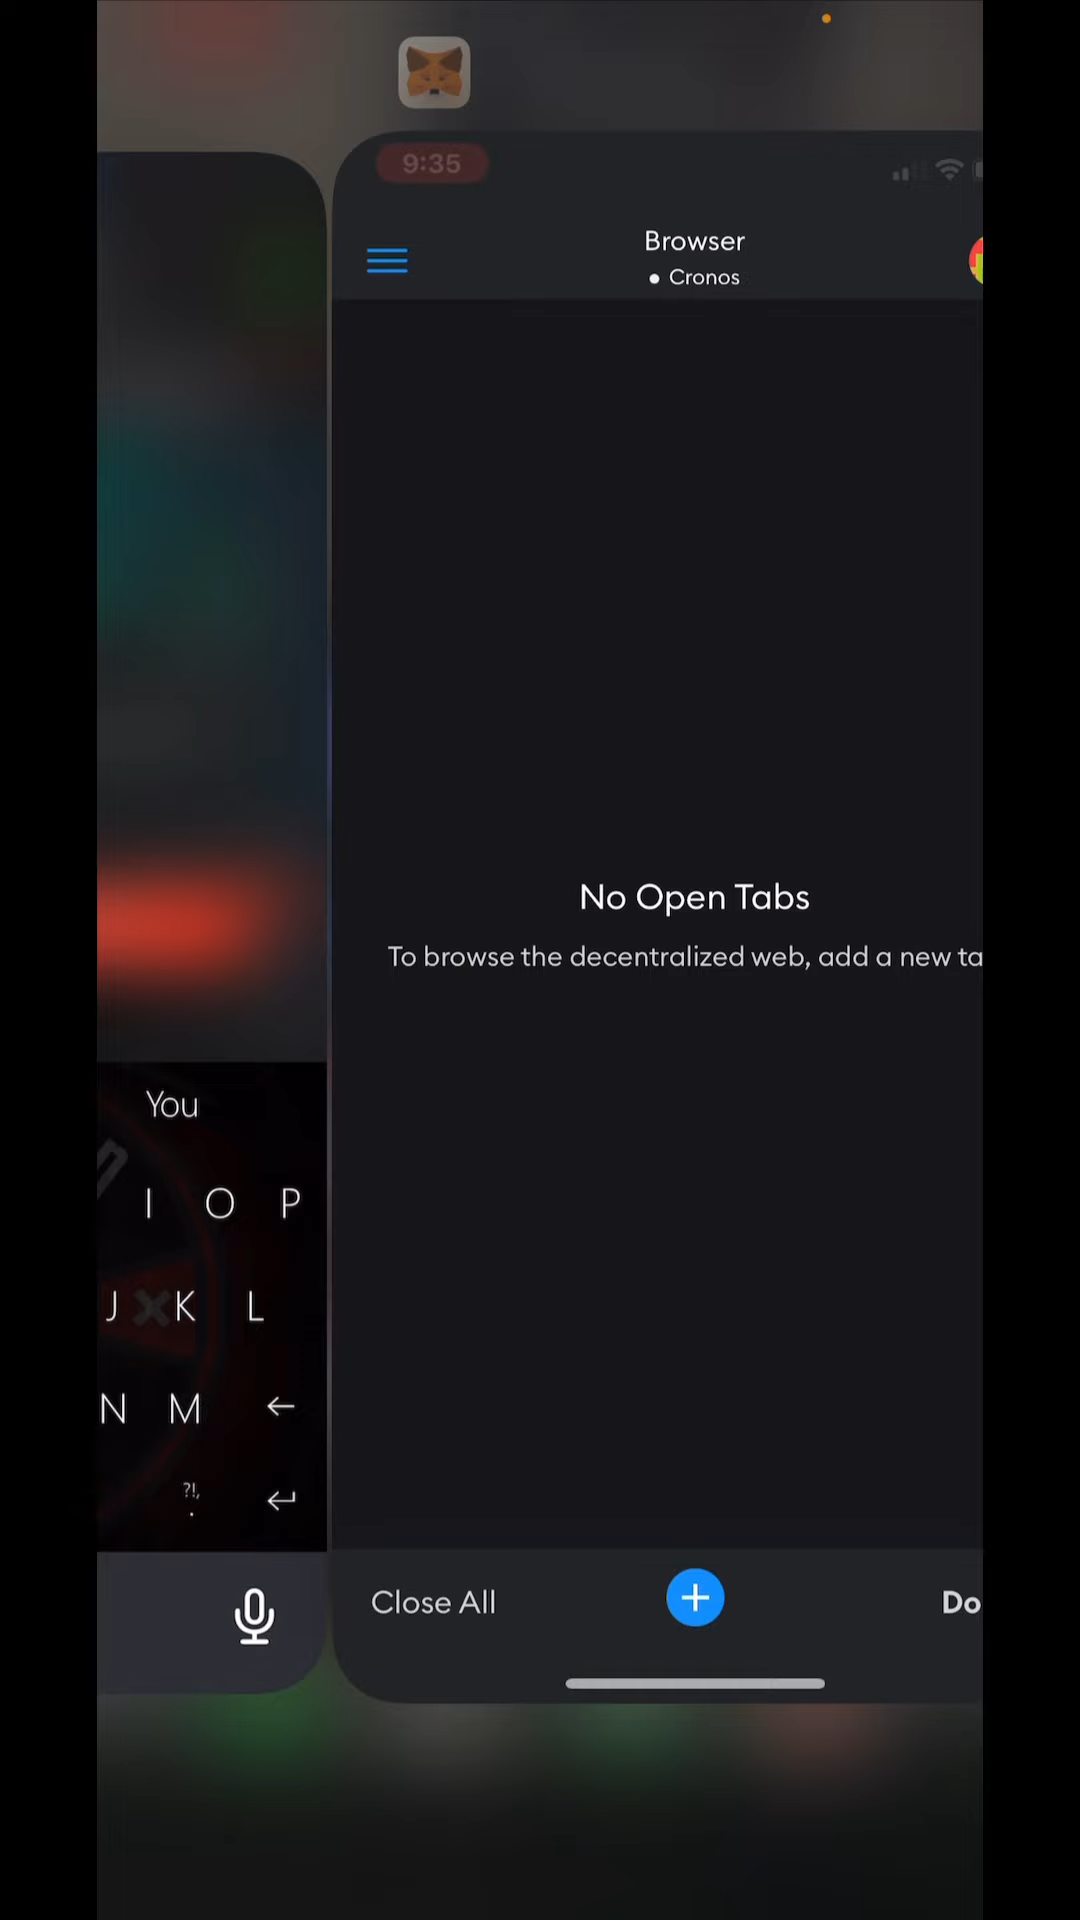 9:35
Browser
Cronos
No Open Tabs
To browse the decentralized web, add a new ta
You
I O P
J K L
N M ←
?!,
.
Close All
+
Do